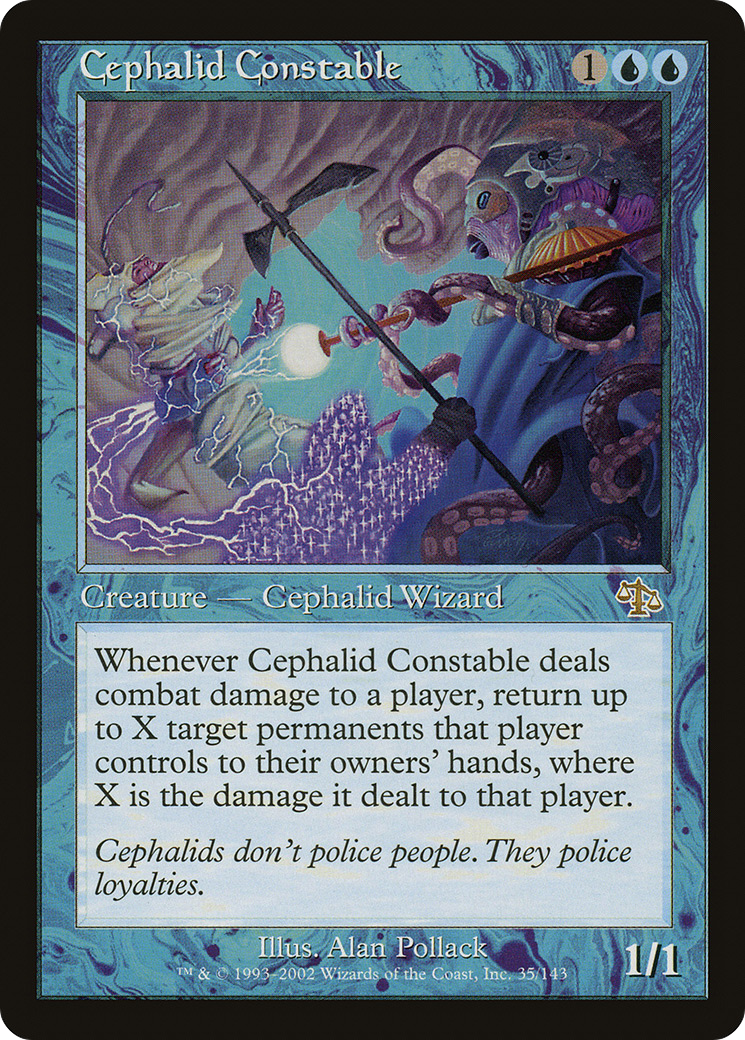 Cephalid Constable
1
Creature — Cephalid Wizard
Whenever Cephalid Constable deals
combat damage to a player, return up
to X target permanents that player
controls to their owners’ hands, where
X is the damage it dealt to that player.
Cephalids don’t police people. They police
loyalties.
Illus. Alan Pollack
™ & © 1993–2002 Wizards of the Coast, Inc. 35/143
1/1